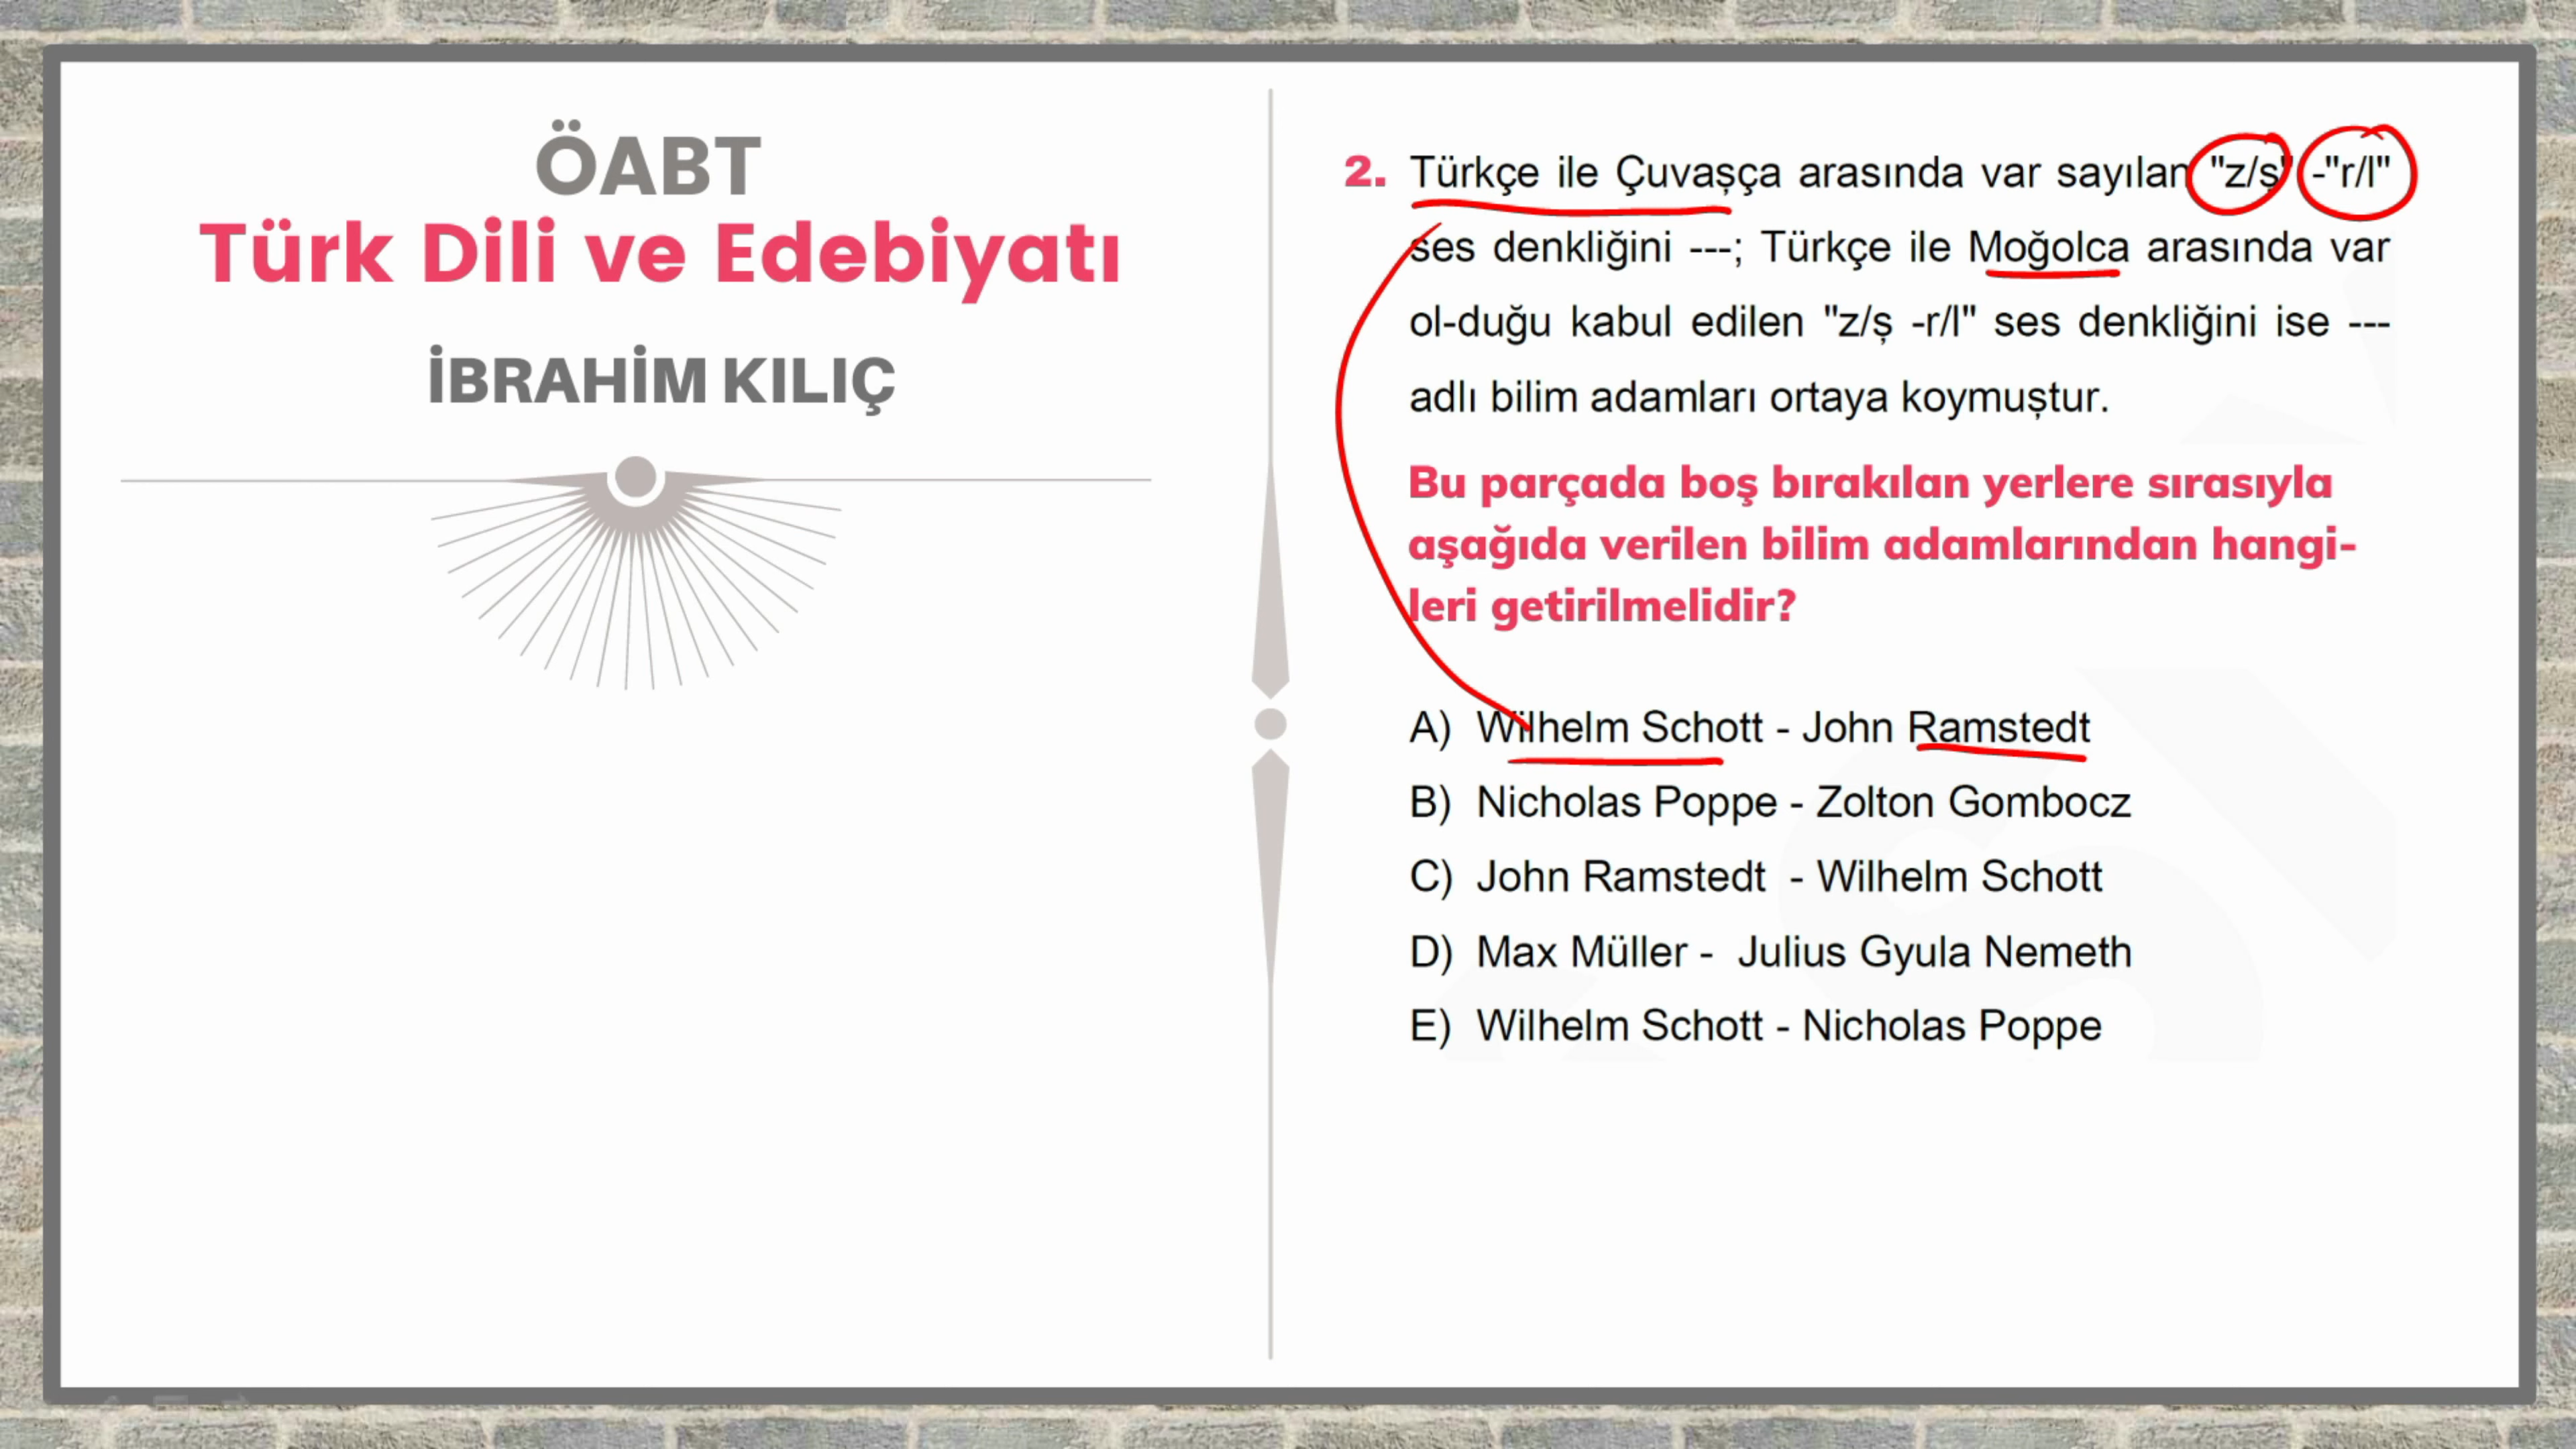 ÖABT
Türk Dili ve Edebiyatı
İBRAHİM KILIÇ
2. Türkçe ile Çuvaşça arasında var sayılan "z/ş" -"r/l"
ses denkliğini ---; Türkçe ile Moğolca arasında var
ol-duğu kabul edilen "z/ş -r/l" ses denkliğini ise ---
adlı bilim adamları ortaya koymuştur.
Bu parçada boş bırakılan yerlere sırasıyla
aşağıda verilen bilim adamlarından hangi-
leri getirilmelidir?
A) Wilhelm Schott - John Ramstedt
B) Nicholas Poppe - Zolton Gombocz
C) John Ramstedt - Wilhelm Schott
D) Max Müller - Julius Gyula Nemeth
E) Wilhelm Schott - Nicholas Poppe